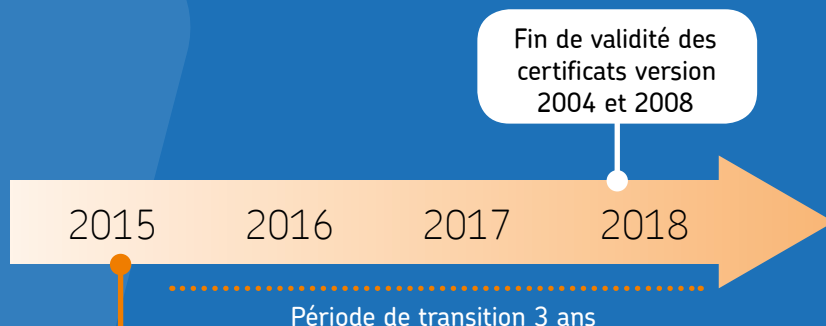 Fin de validité des
certificats version
2004 et 2008
2015 2016 2017 2018
Période de transition 3 ans